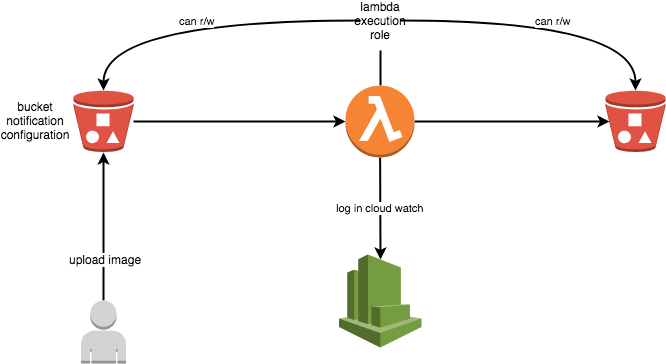 lambda
execution
role
can r/w
can r/w
bucket
notification
configuration
log in cloud watch
upload image